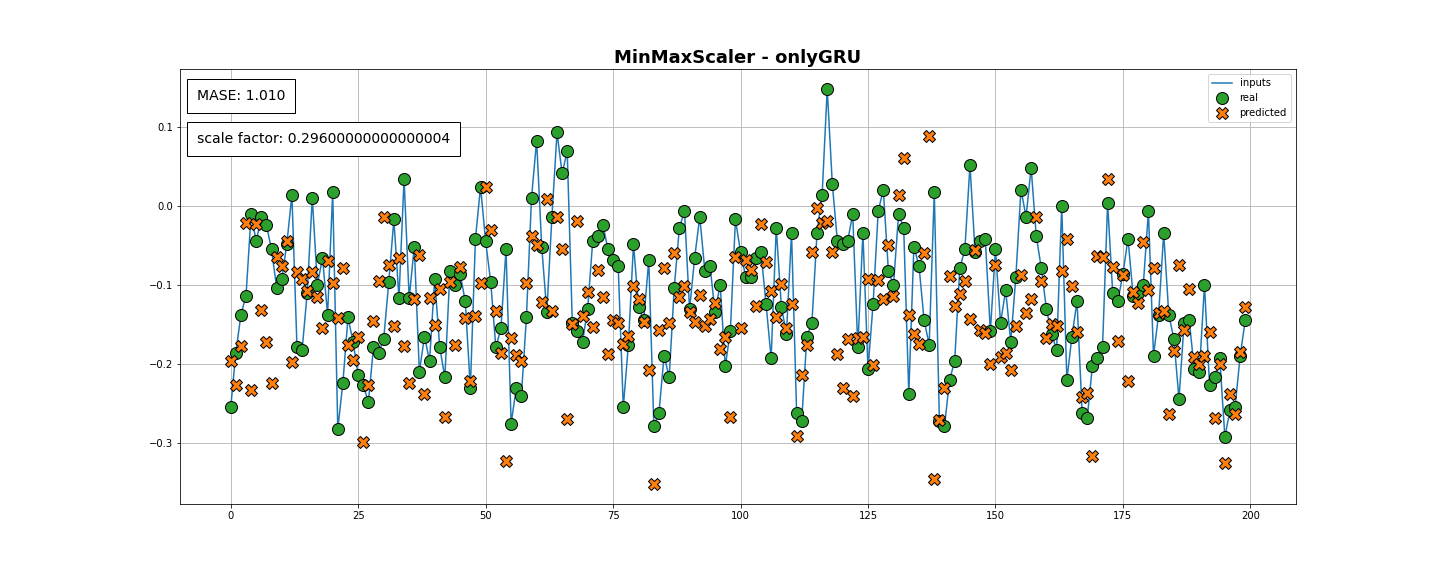 MinMaxScaler - onlyGRU
MASE: 1.010
scale factor: 0.29600000000000004
inputs
real
predicted
0.1
0.0
−0.1
−0.2
−0.3
0 25 50 75 100 125 150 175 200